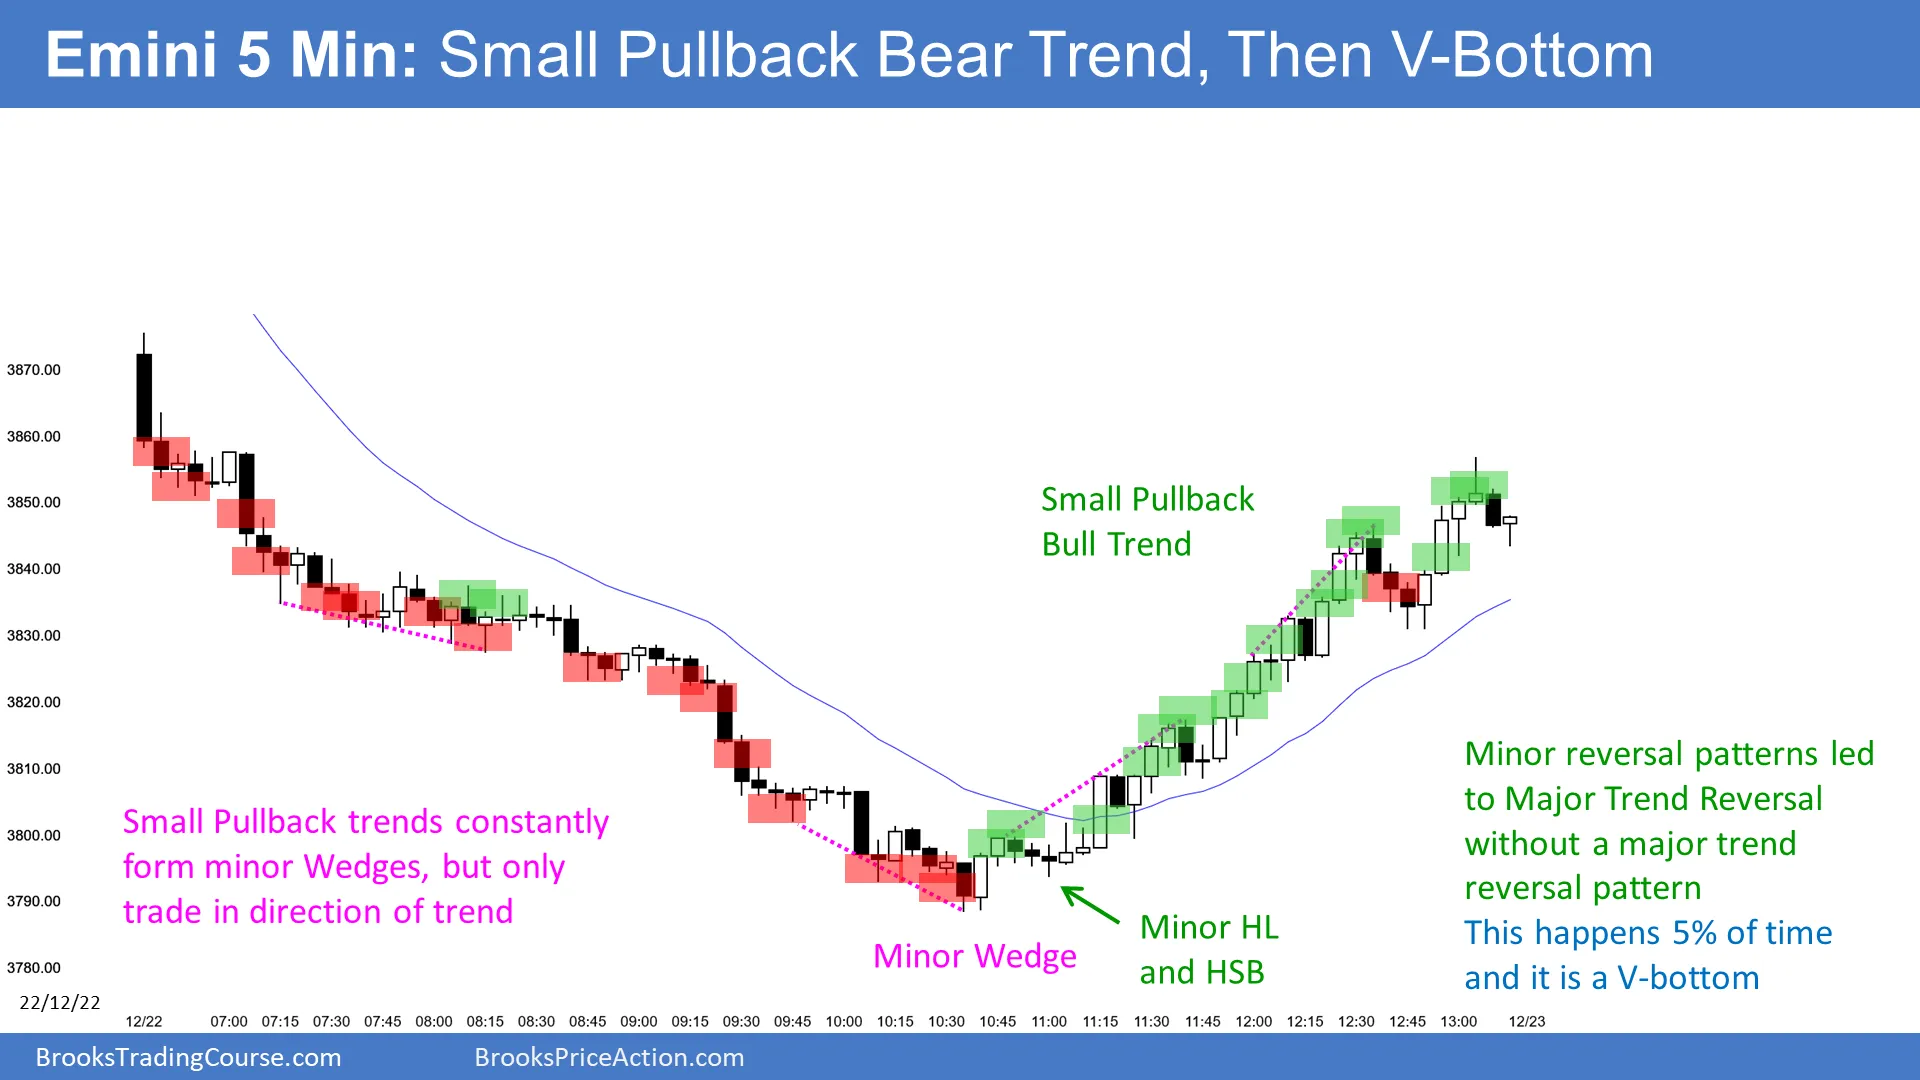 Emini 5 Min: Small Pullback Bear Trend, Then V-Bottom
3870.00
3860.00
3850.00
3840.00
3830.00
3820.00
3810.00
3800.00
3790.00
3780.00
Small Pullback
Bull Trend
Small Pullback trends constantly
form minor Wedges, but only
trade in direction of trend
Minor Wedge
Minor HL
and HSB
Minor reversal patterns led
to Major Trend Reversal
without a major trend
reversal pattern
This happens 5% of time
and it is a V-bottom
22/12/22
12/22 07:00 07:15 07:30 07:45 08:00 08:15 08:30 08:45 09:00 09:15 09:30 09:45 10:00 10:15 10:30 10:45 11:00 11:15 11:30 11:45 12:00 12:15 12:30 12:45 13:00 12/23
BrooksTradingCourse.com BrooksPriceAction.com